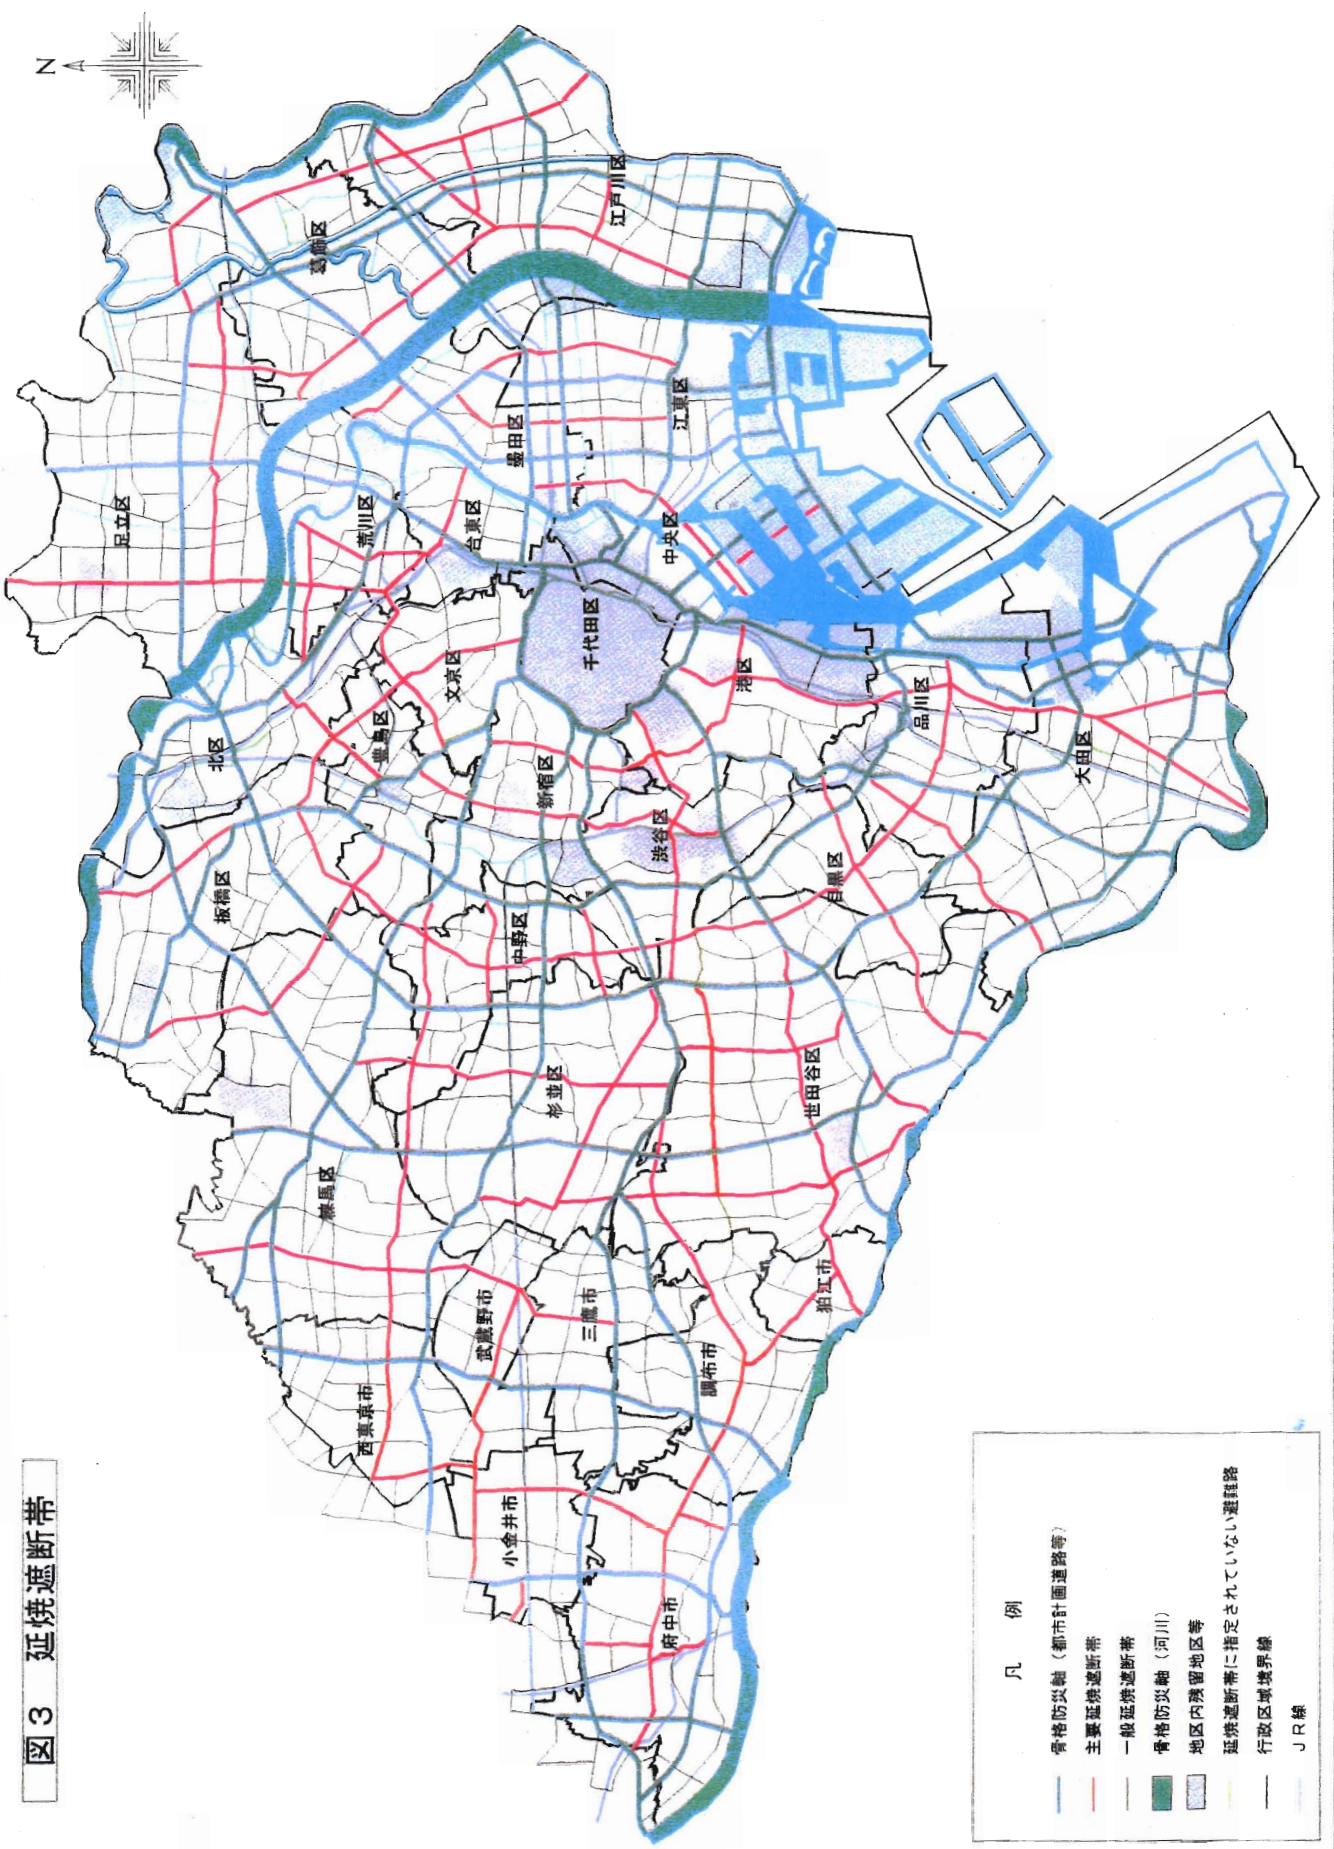 図3 延焼遮断帯
N
足立区
葛飾区
江戸川区
荒川区
墨田区
江東区
台東区
中央区
北区
文京区
千代田区
豊島区
港区
板橋区
新宿区
品川区
渋谷区
大田区
中野区
目黒区
練馬区
杉並区
世田谷区
武蔵野市
三鷹市
狛江市
西東京市
調布市
小金井市
府中市
凡 例
骨格防災軸（都市計画道路等）
主要延焼遮断帯
一般延焼遮断帯
骨格防災軸（河川）
地区内残留地区等
延焼遮断帯に指定されていない避難路
行政区域境界線
JR線